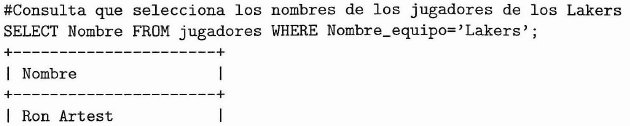 #Consulta que selecciona los nombres de los jugadores de los Lakers
SELECT Nombre FROM jugadores WHERE Nombre_equipo='Lakers';
+----------------------+
| Nombre               |
+----------------------+
| Ron Artest           |